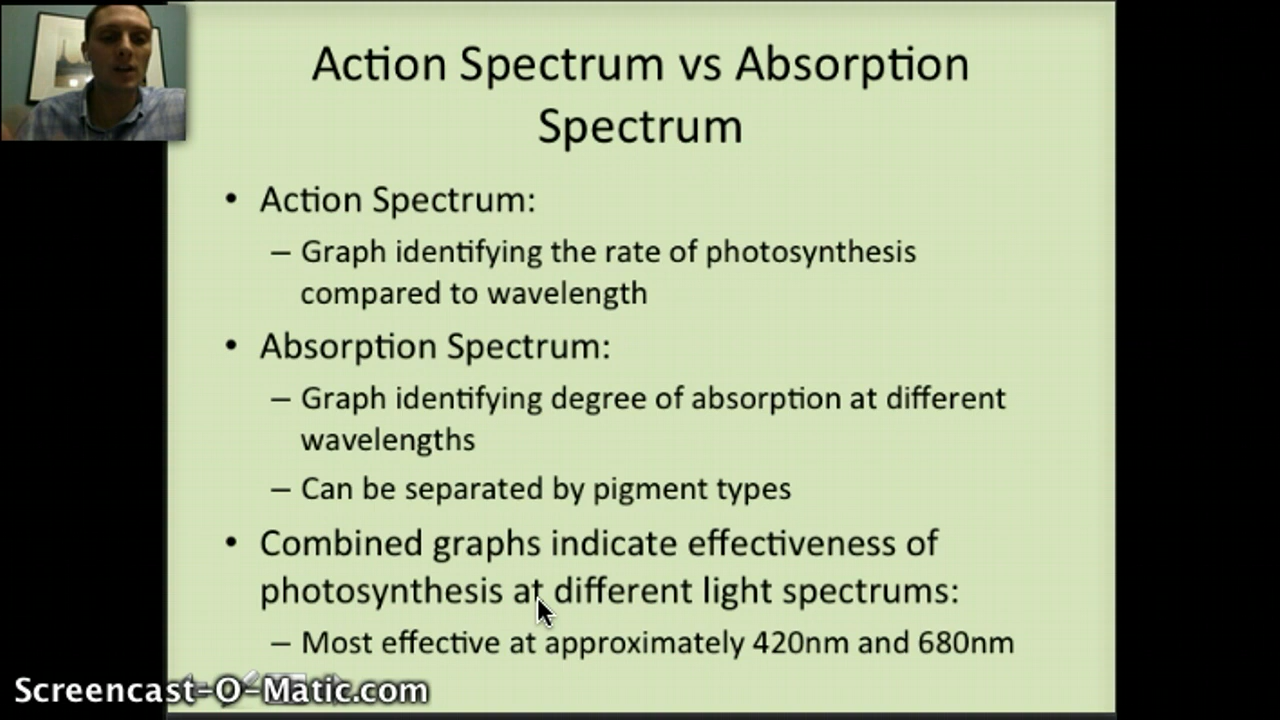 Action Spectrum vs Absorption
Spectrum
• Action Spectrum:
– Graph identifying the rate of photosynthesis
compared to wavelength
• Absorption Spectrum:
– Graph identifying degree of absorption at different
wavelengths
– Can be separated by pigment types
• Combined graphs indicate effectiveness of
photosynthesis at different light spectrums:
– Most effective at approximately 420nm and 680nm
Screencast-O-Matic.com